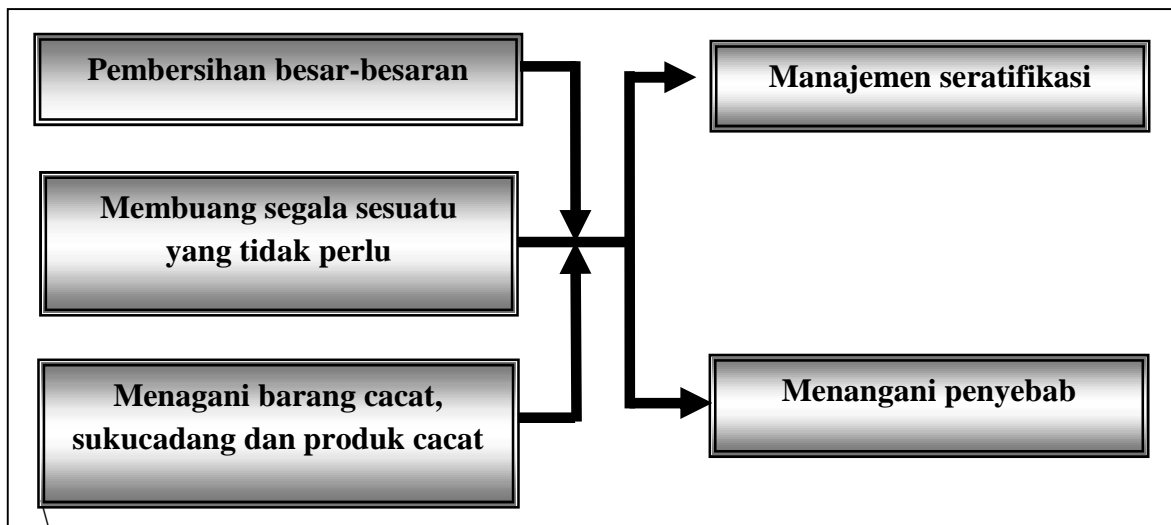 Pembersihan besar-besaran
Membuang segala sesuatu
yang tidak perlu
Menagani barang cacat,
sukucadang dan produk cacat
Manajemen seratifikasi
Menangani penyebab